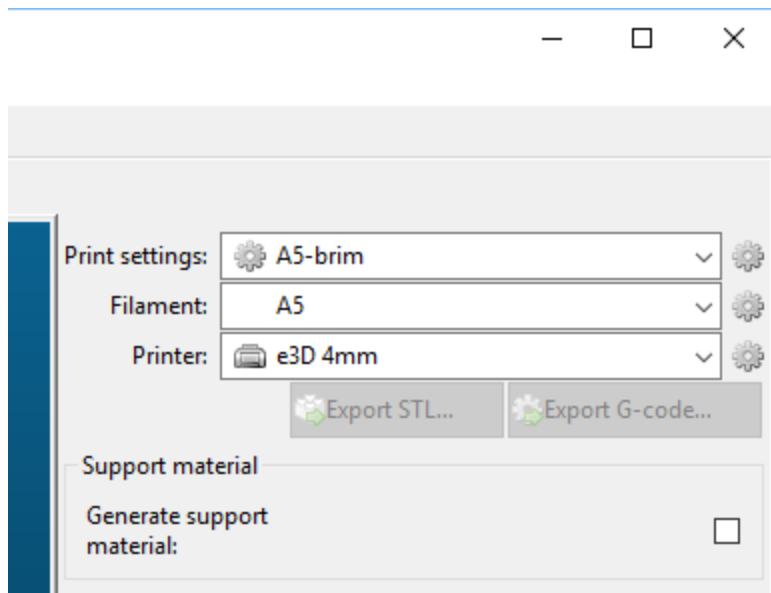 Print settings: A5-brim
Filament: A5
Printer: e3D 4mm
Export STL... Export G-code...
Support material
Generate support
material: